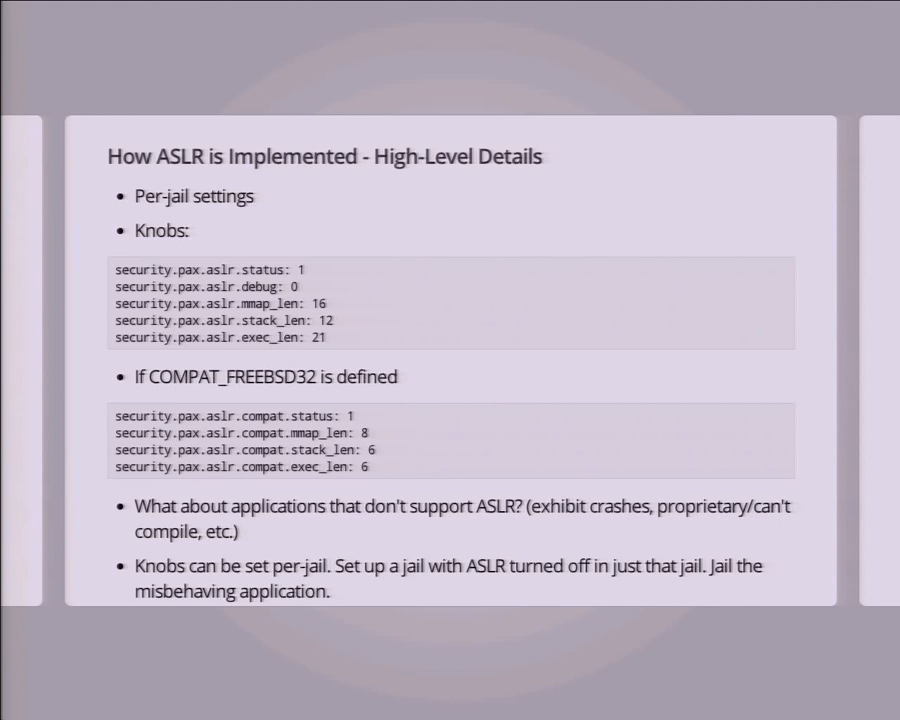 How ASLR is Implemented - High-Level Details
• Per-jail settings
• Knobs:
security.pax.aslr.status: 1
security.pax.aslr.debug: 0
security.pax.aslr.mmap_len: 16
security.pax.aslr.stack_len: 12
security.pax.aslr.exec_len: 21
• If COMPAT_FREEBSD32 is defined
security.pax.aslr.compat.status: 1
security.pax.aslr.compat.mmap_len: 8
security.pax.aslr.compat.stack_len: 6
security.pax.aslr.compat.exec_len: 6
• What about applications that don't support ASLR? (exhibit crashes, proprietary/can't
compile, etc.)
• Knobs can be set per-jail. Set up a jail with ASLR turned off in just that jail. Jail the
misbehaving application.